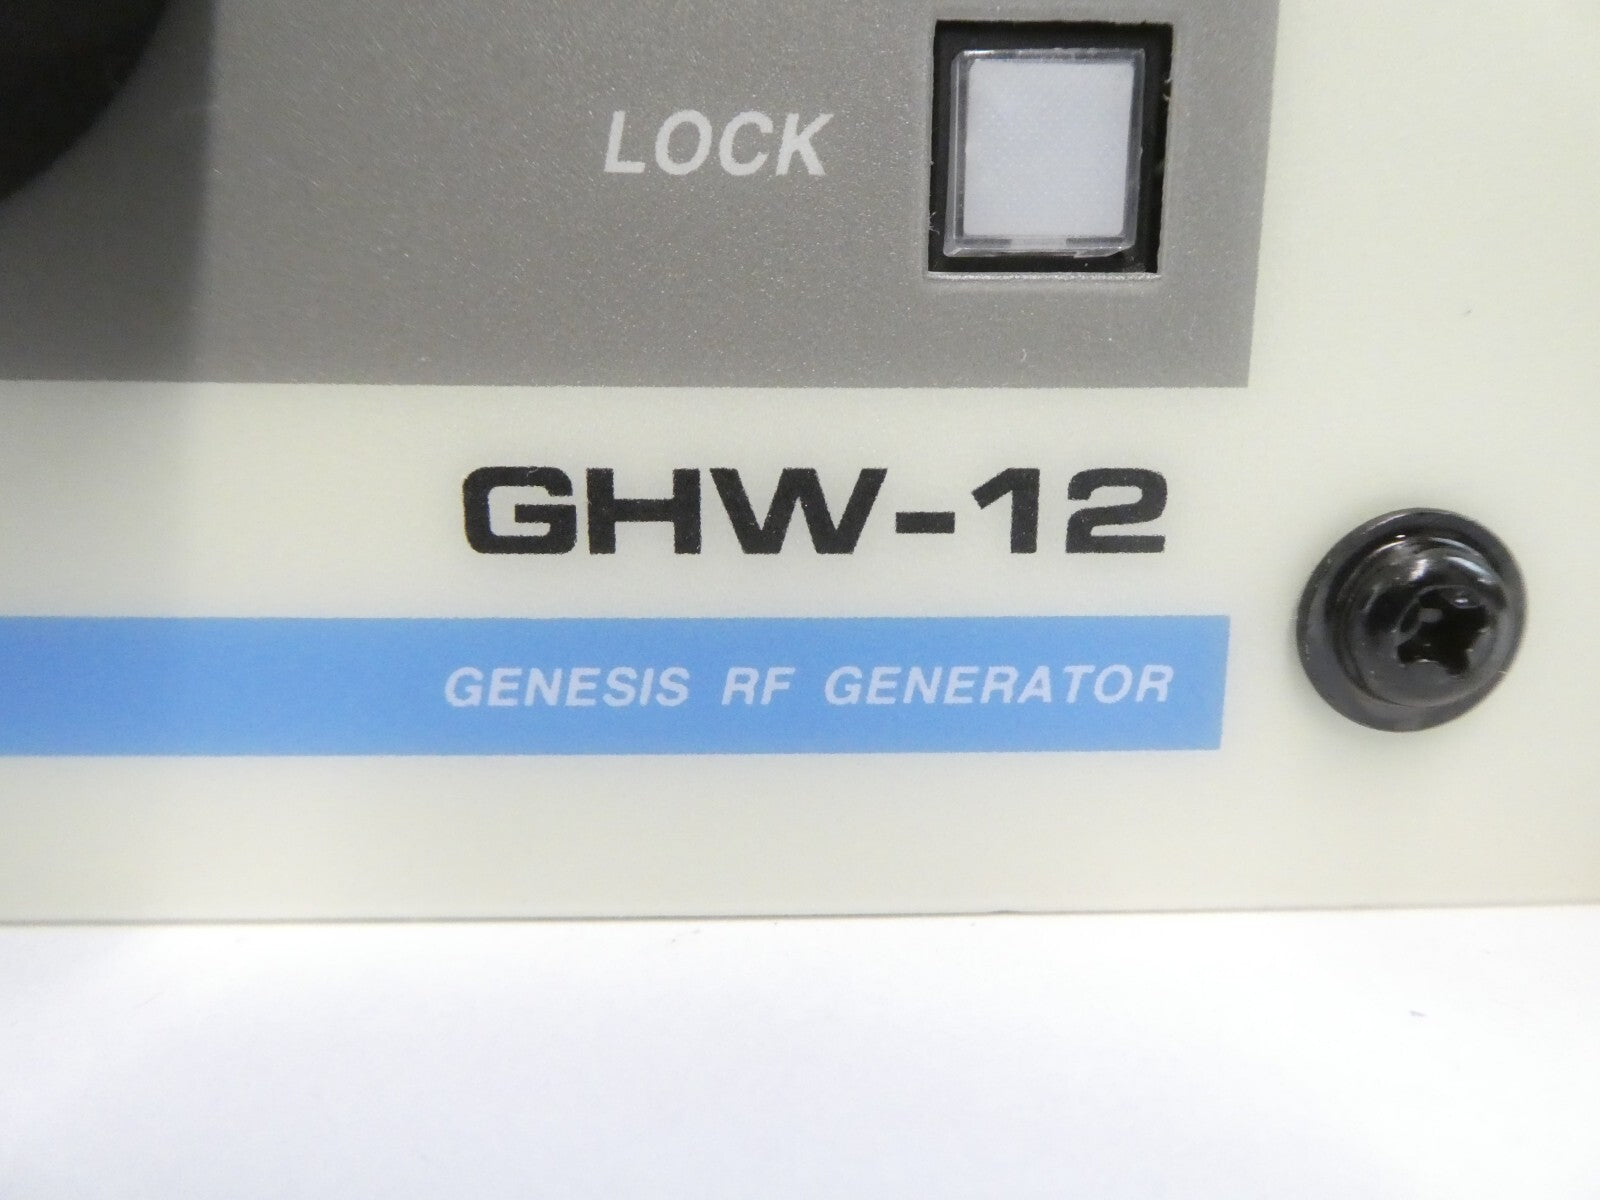 LOCK
GHW-12
GENESIS RF GENERATOR